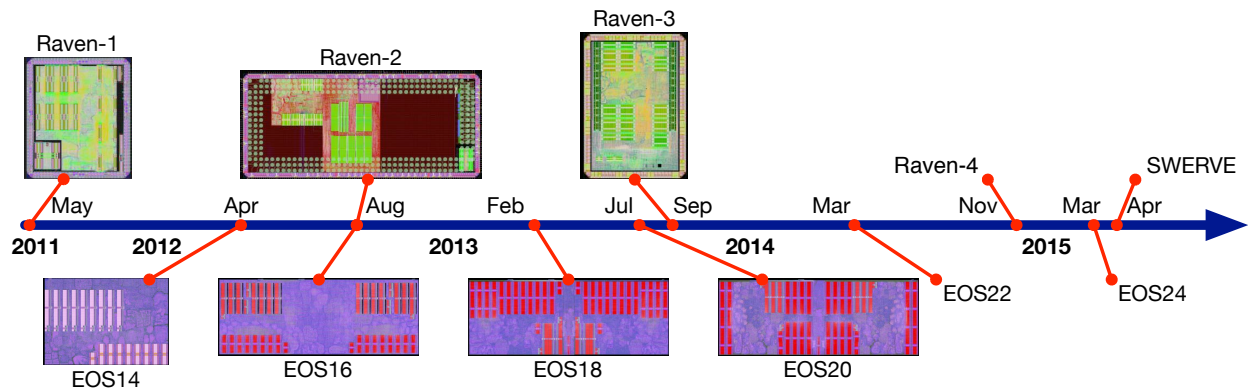 Raven-1
Raven-2
Raven-3
Raven-4
SWERVE
May
Apr
Aug
Feb
Jul
Sep
Mar
Nov
Mar
Apr
2011
2012
2013
2014
2015
EOS14
EOS16
EOS18
EOS20
EOS22
EOS24